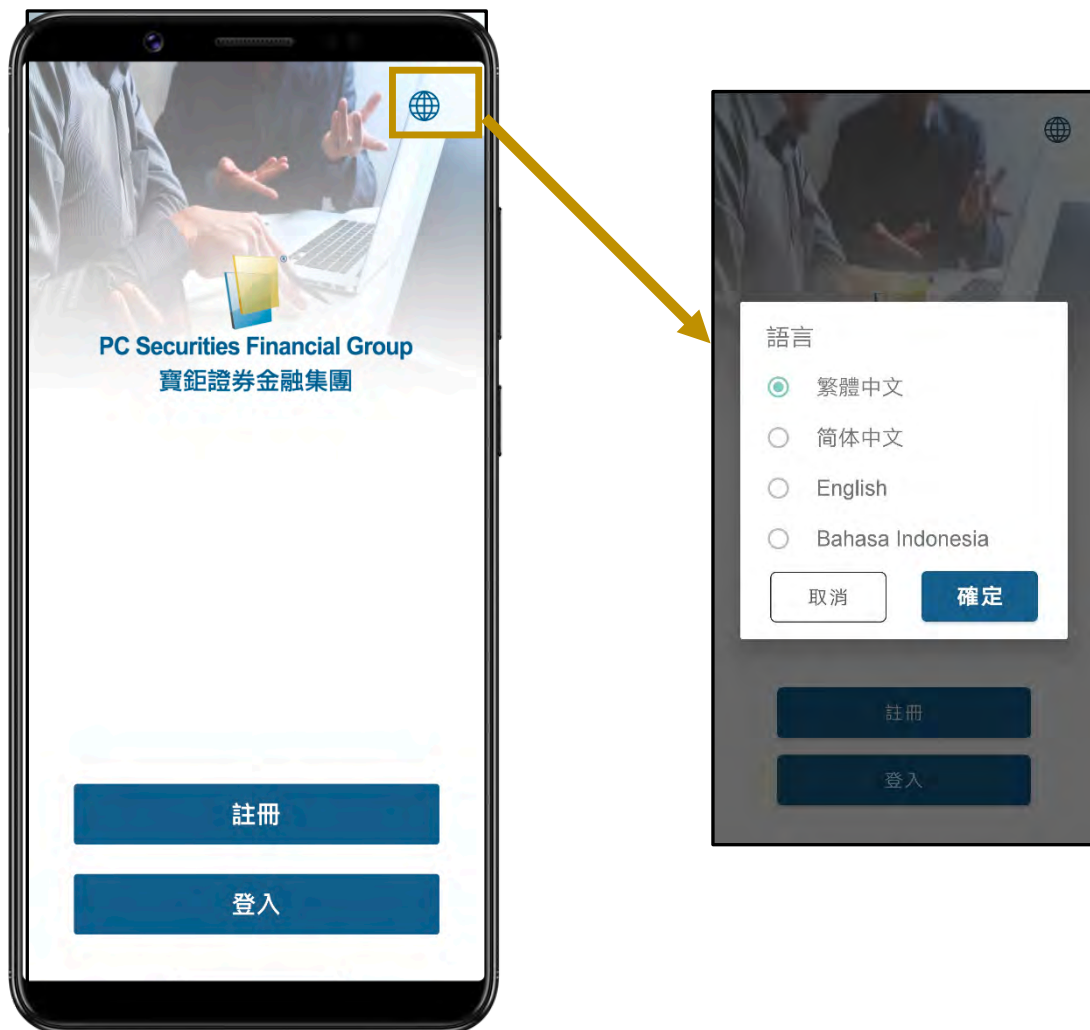 ®
PC Securities Financial Group
寶鉅證券金融集團
註冊
登入
語言
繁體中文
简体中文
English
Bahasa Indonesia
取消
確定
註冊
登入